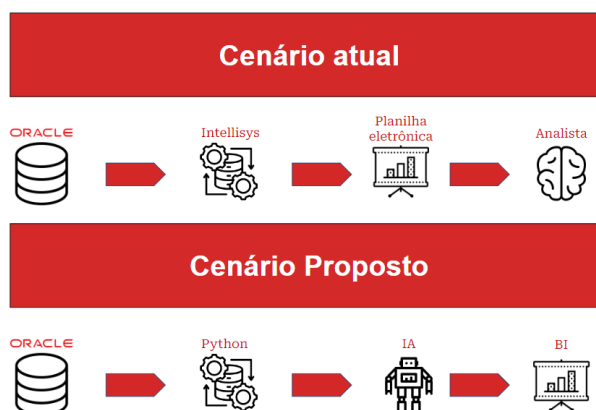 Cenário atual
ORACLE
Intellisys
Planilha
eletrônica
Analista
Cenário Proposto
ORACLE
Python
IA
BI